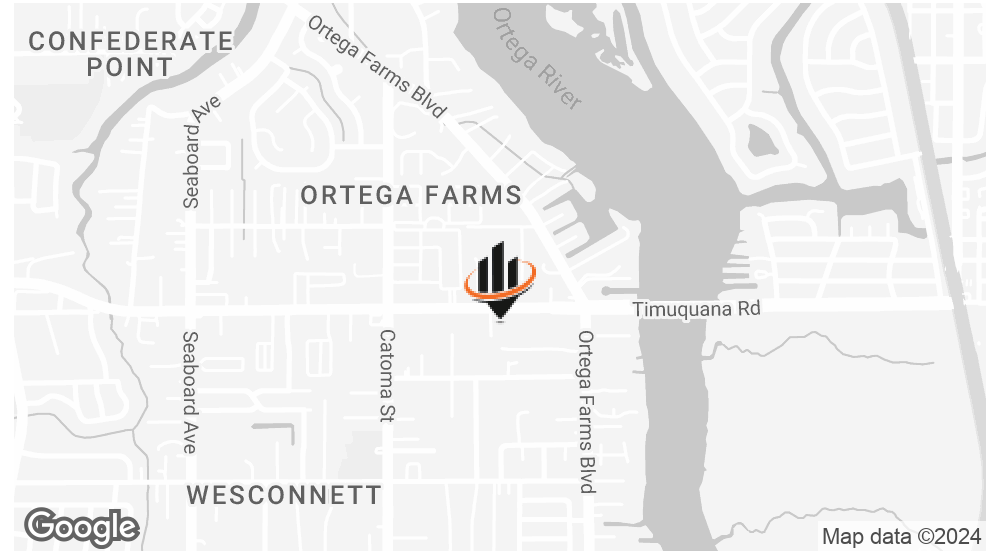 CONFEDERATE
POINT
Ortega Farms Blvd
Ortega River
Seaboard Ave
ORTEGA FARMS
Timuquana Rd
Seaboard Ave
Catoma St
Ortega Farms Blvd
WESCONNETT
Google
Map data ©2024